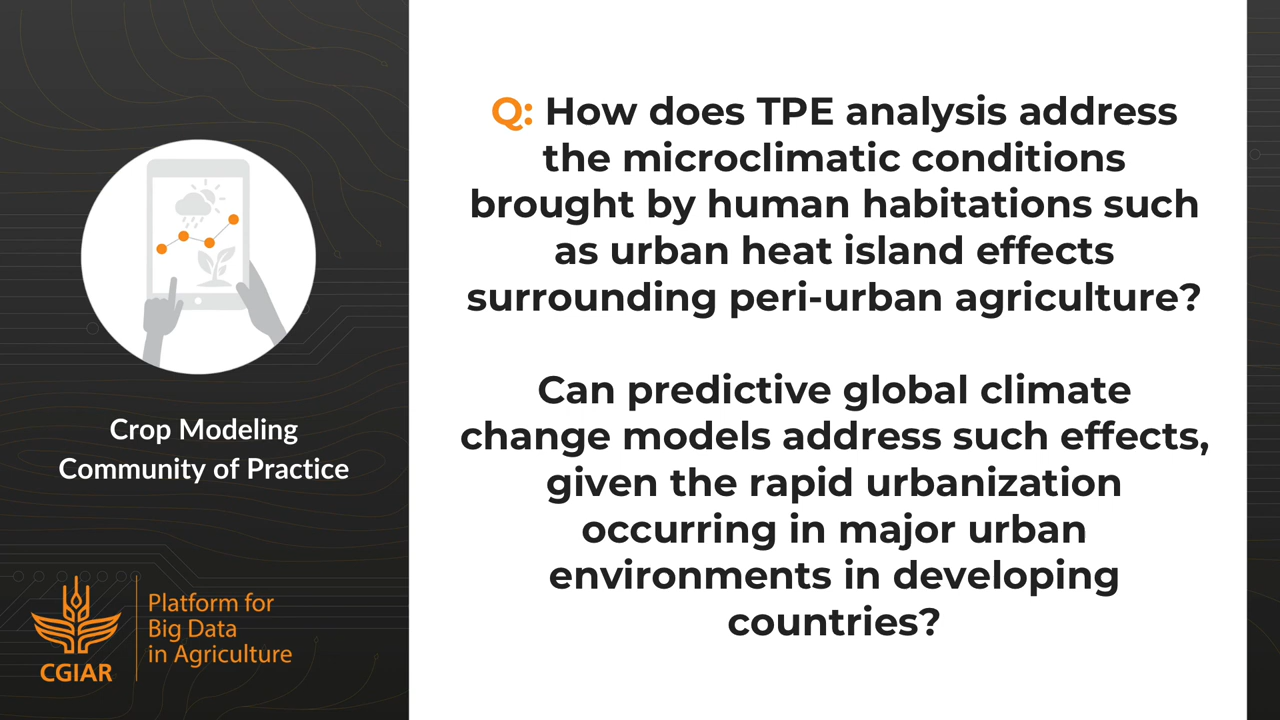 Q: How does TPE analysis address
the microclimatic conditions
brought by human habitations such
as urban heat island effects
surrounding peri-urban agriculture?
Can predictive global climate
change models address such effects,
given the rapid urbanization
occurring in major urban
environments in developing
countries?
Crop Modeling
Community of Practice
CGIAR
Platform for
Big Data
in Agriculture